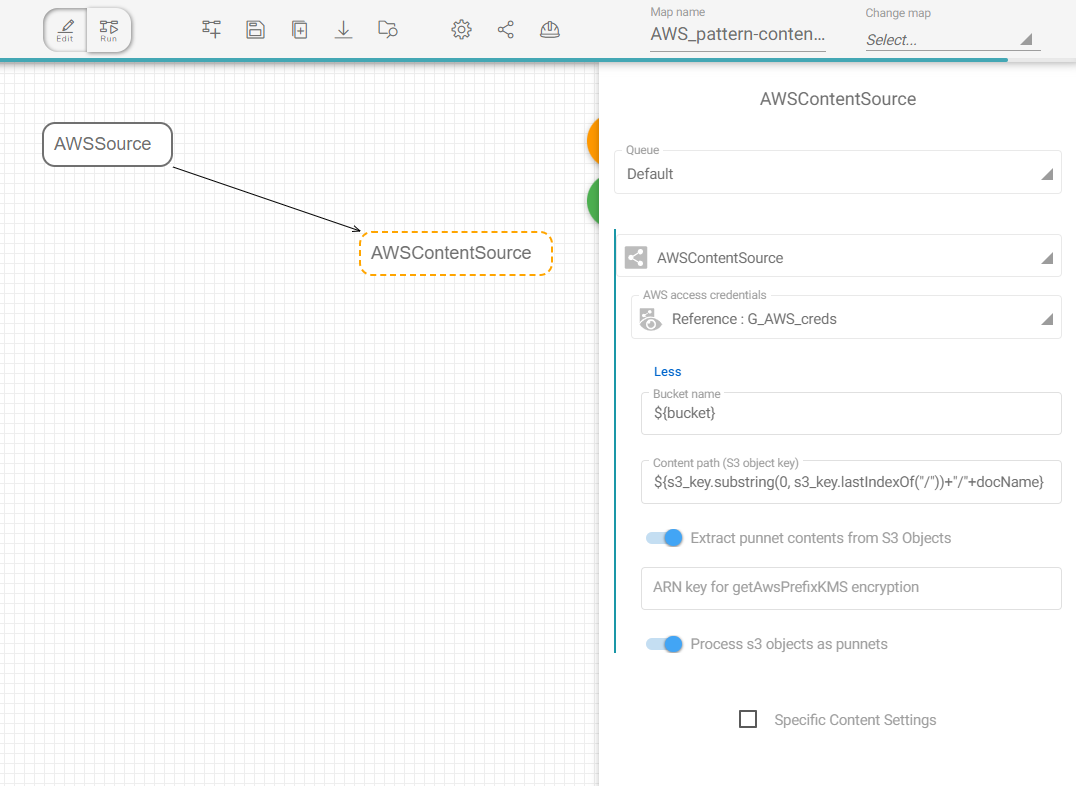 Edit
Run
Map name
AWS_pattern-conten...
Change map
Select...
AWSSource
AWSContentSource
AWSContentSource
Queue
Default
AWSContentSource
AWS access credentials
Reference : G_AWS_creds
Less
Bucket name
${bucket}
Content path (S3 object key)
${s3_key.substring(0, s3_key.lastIndexOf("/"))+"/"+docName}
Extract punnet contents from S3 Objects
ARN key for getAwsPrefixKMS encryption
Process s3 objects as punnets
Specific Content Settings